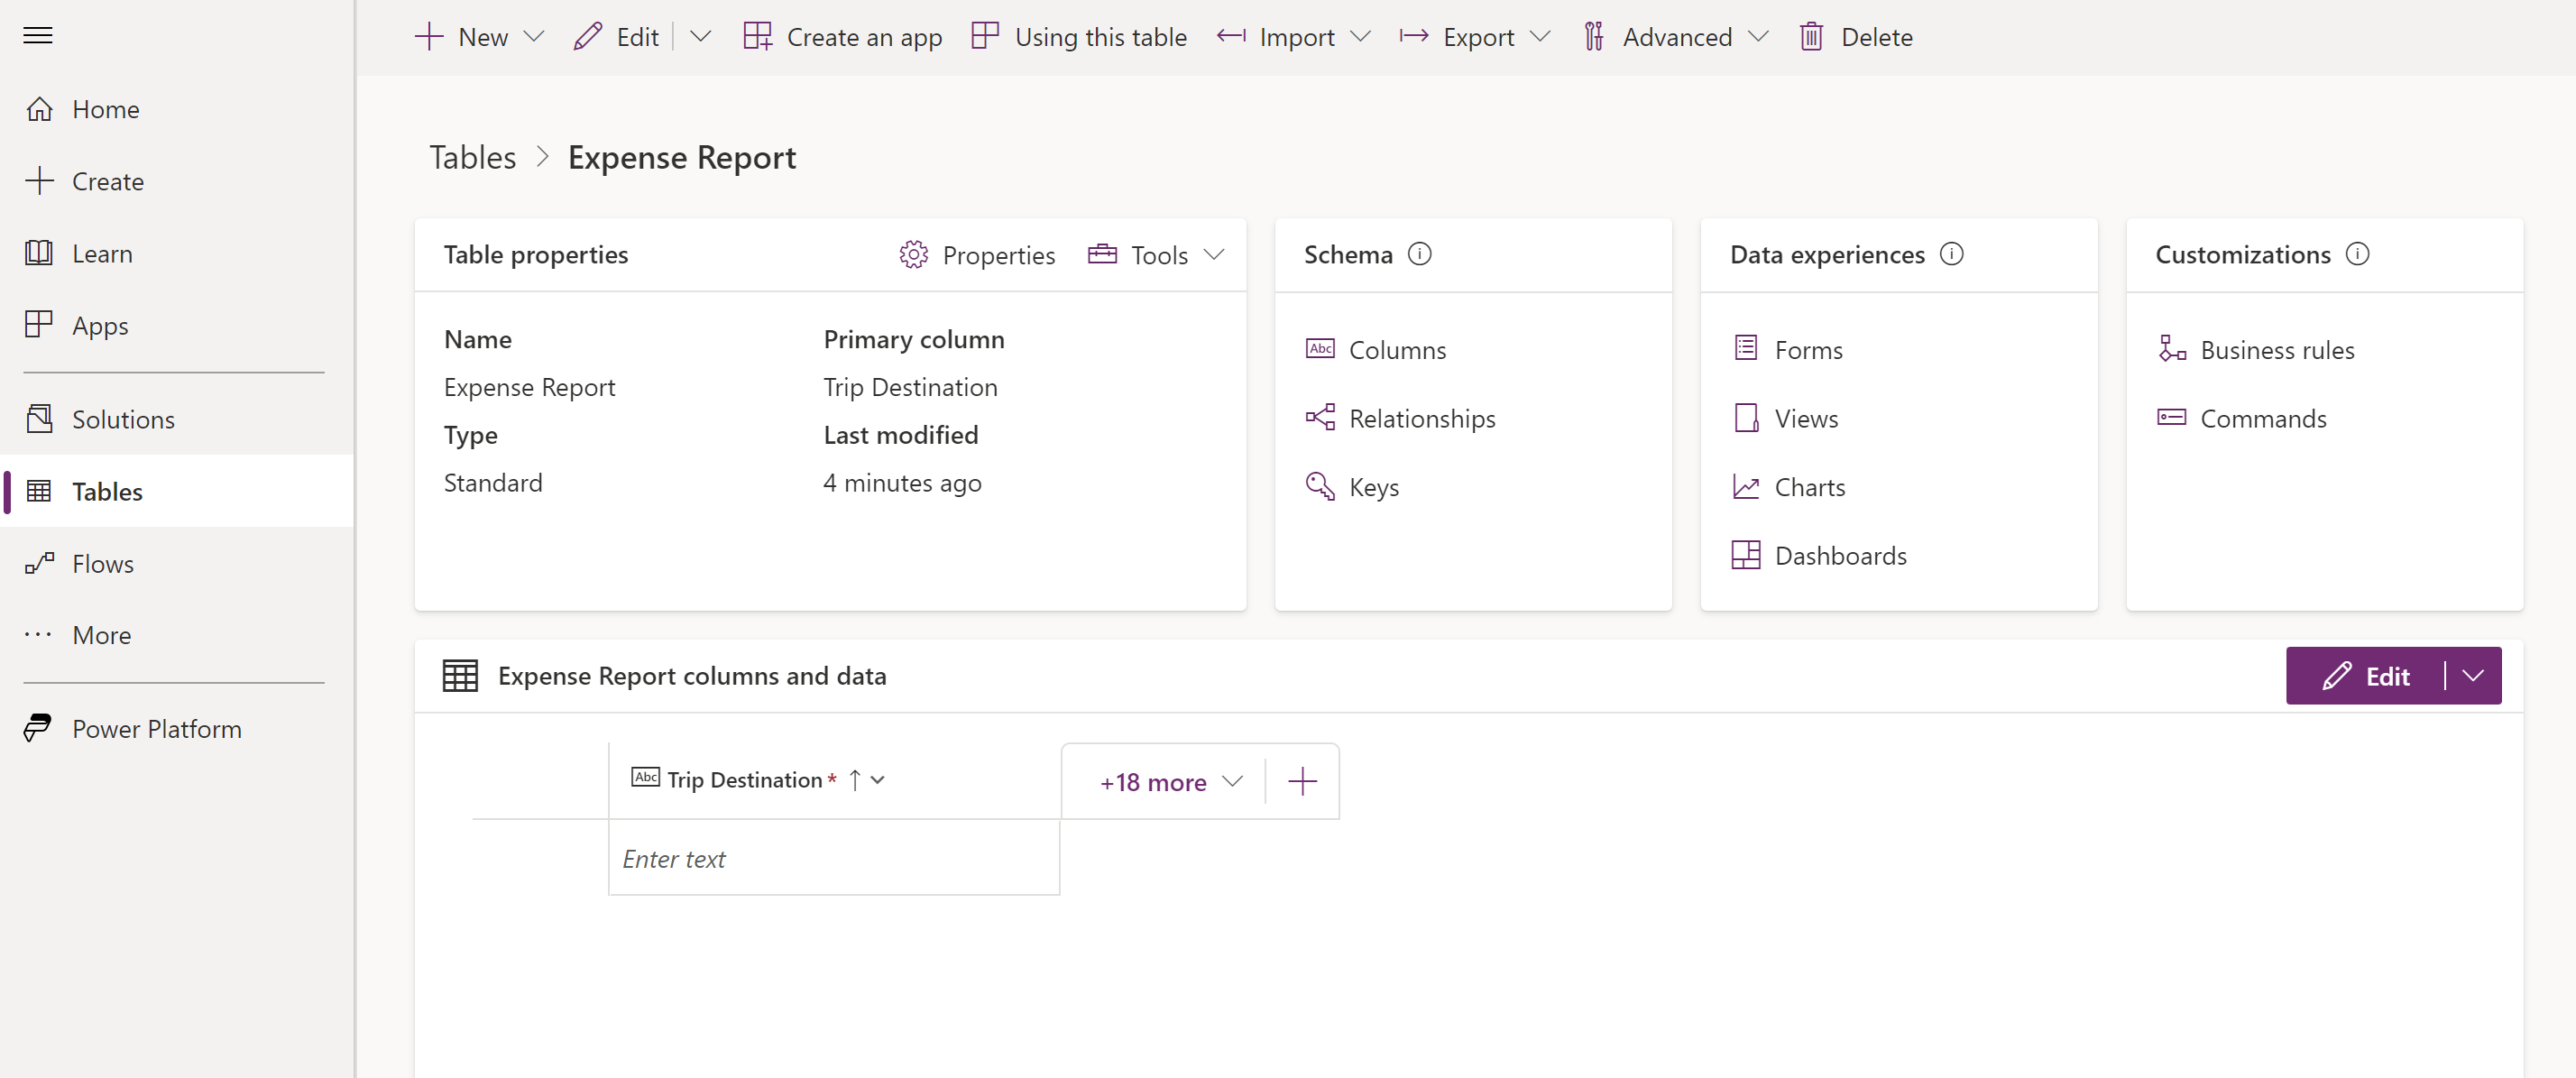 New Edit Create an app Using this table Import Export Advanced Delete
Home
Create
Learn
Apps
Solutions
Tables
Flows
More
Power Platform
Tables > Expense Report
Table properties Properties Tools
Name
Expense Report
Type
Standard
Primary column
Trip Destination
Last modified
4 minutes ago
Schema
Abc Columns
Relationships
Keys
Data experiences
Forms
Views
Charts
Dashboards
Customizations
Business rules
Commands
Expense Report columns and data Edit
Abc Trip Destination * ↑ +18 more
Enter text